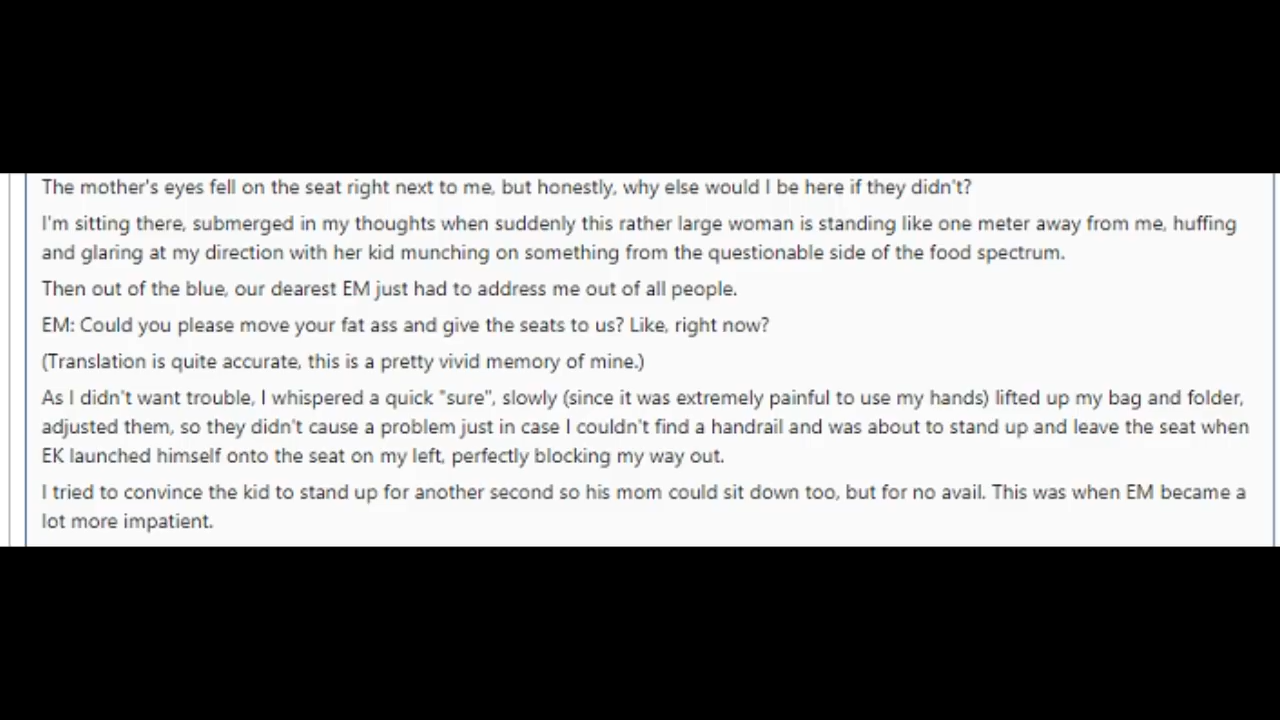 The mother's eyes fell on the seat right next to me, but honestly, why else would I be here if they didn't?
I'm sitting there, submerged in my thoughts when suddenly this rather large woman is standing like one meter away from me, huffing
and glaring at my direction with her kid munching on something from the questionable side of the food spectrum.
Then out of the blue, our dearest EM just had to address me out of all people.
EM: Could you please move your fat ass and give the seats to us? Like, right now?
(Translation is quite accurate, this is a pretty vivid memory of mine.)
As I didn't want trouble, I whispered a quick "sure", slowly (since it was extremely painful to use my hands) lifted up my bag and folder,
adjusted them, so they didn't cause a problem just in case I couldn't find a handrail and was about to stand up and leave the seat when
EK launched himself onto the seat on my left, perfectly blocking my way out.
I tried to convince the kid to stand up for another second so his mom could sit down too, but for no avail. This was when EM became a
lot more impatient.